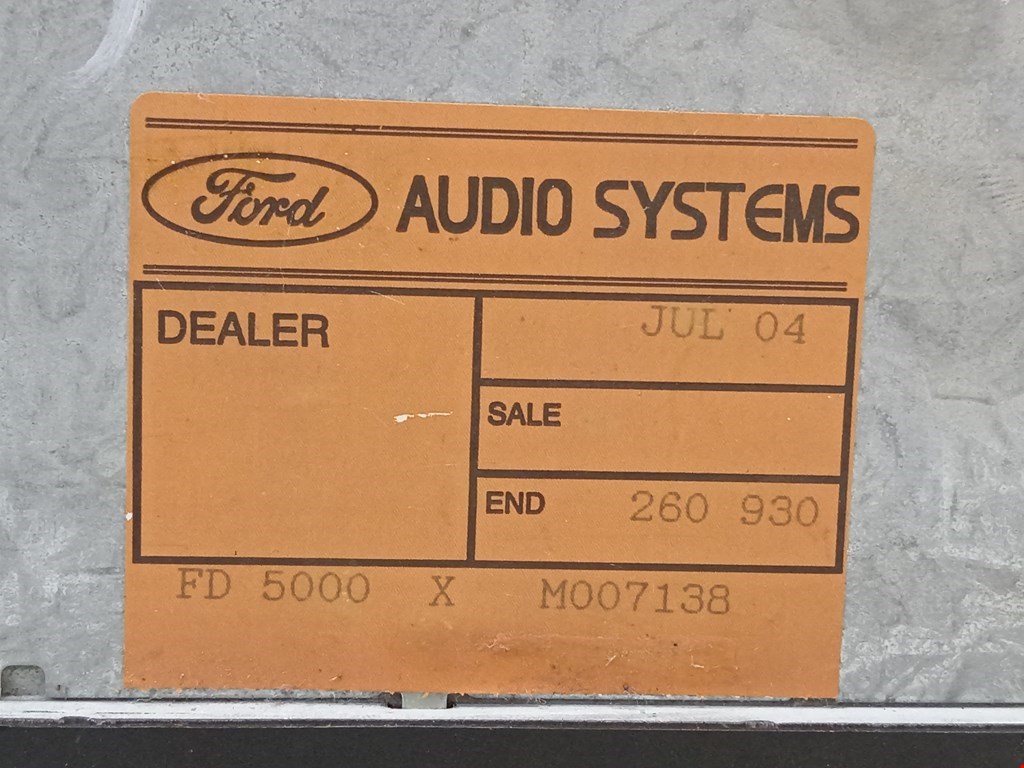 Ford AUDIO SYSTEMS
DEALER
JUL 04
SALE
END 260 930
FD 5000 X M007138